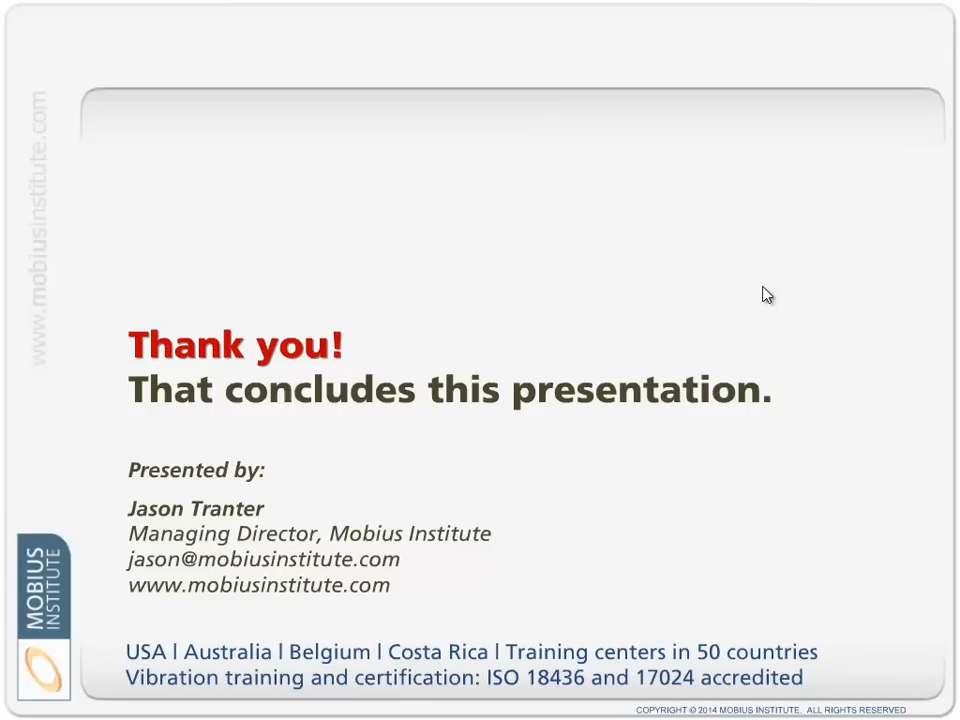 www.mobiusinstitute.com
Thank you!
That concludes this presentation.
Presented by:
Jason Tranter
Managing Director, Mobius Institute
jason@mobiusinstitute.com
www.mobiusinstitute.com
MOBIUS
INSTITUTE
USA | Australia | Belgium | Costa Rica | Training centers in 50 countries
Vibration training and certification: ISO 18436 and 17024 accredited
COPYRIGHT © 2014 MOBIUS INSTITUTE. ALL RIGHTS RESERVED